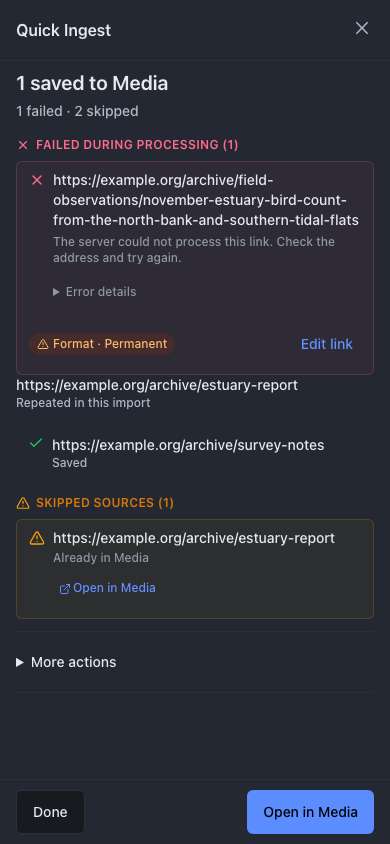 Quick Ingest
1 saved to Media
1 failed · 2 skipped
FAILED DURING PROCESSING (1)
https://example.org/archive/field-
observations/november-estuary-bird-count-
from-the-north-bank-and-southern-tidal-flats
The server could not process this link. Check the
address and try again.
Error details
Format · Permanent
Edit link
https://example.org/archive/estuary-report
Repeated in this import
https://example.org/archive/survey-notes
Saved
SKIPPED SOURCES (1)
https://example.org/archive/estuary-report
Already in Media
Open in Media
More actions
Done
Open in Media